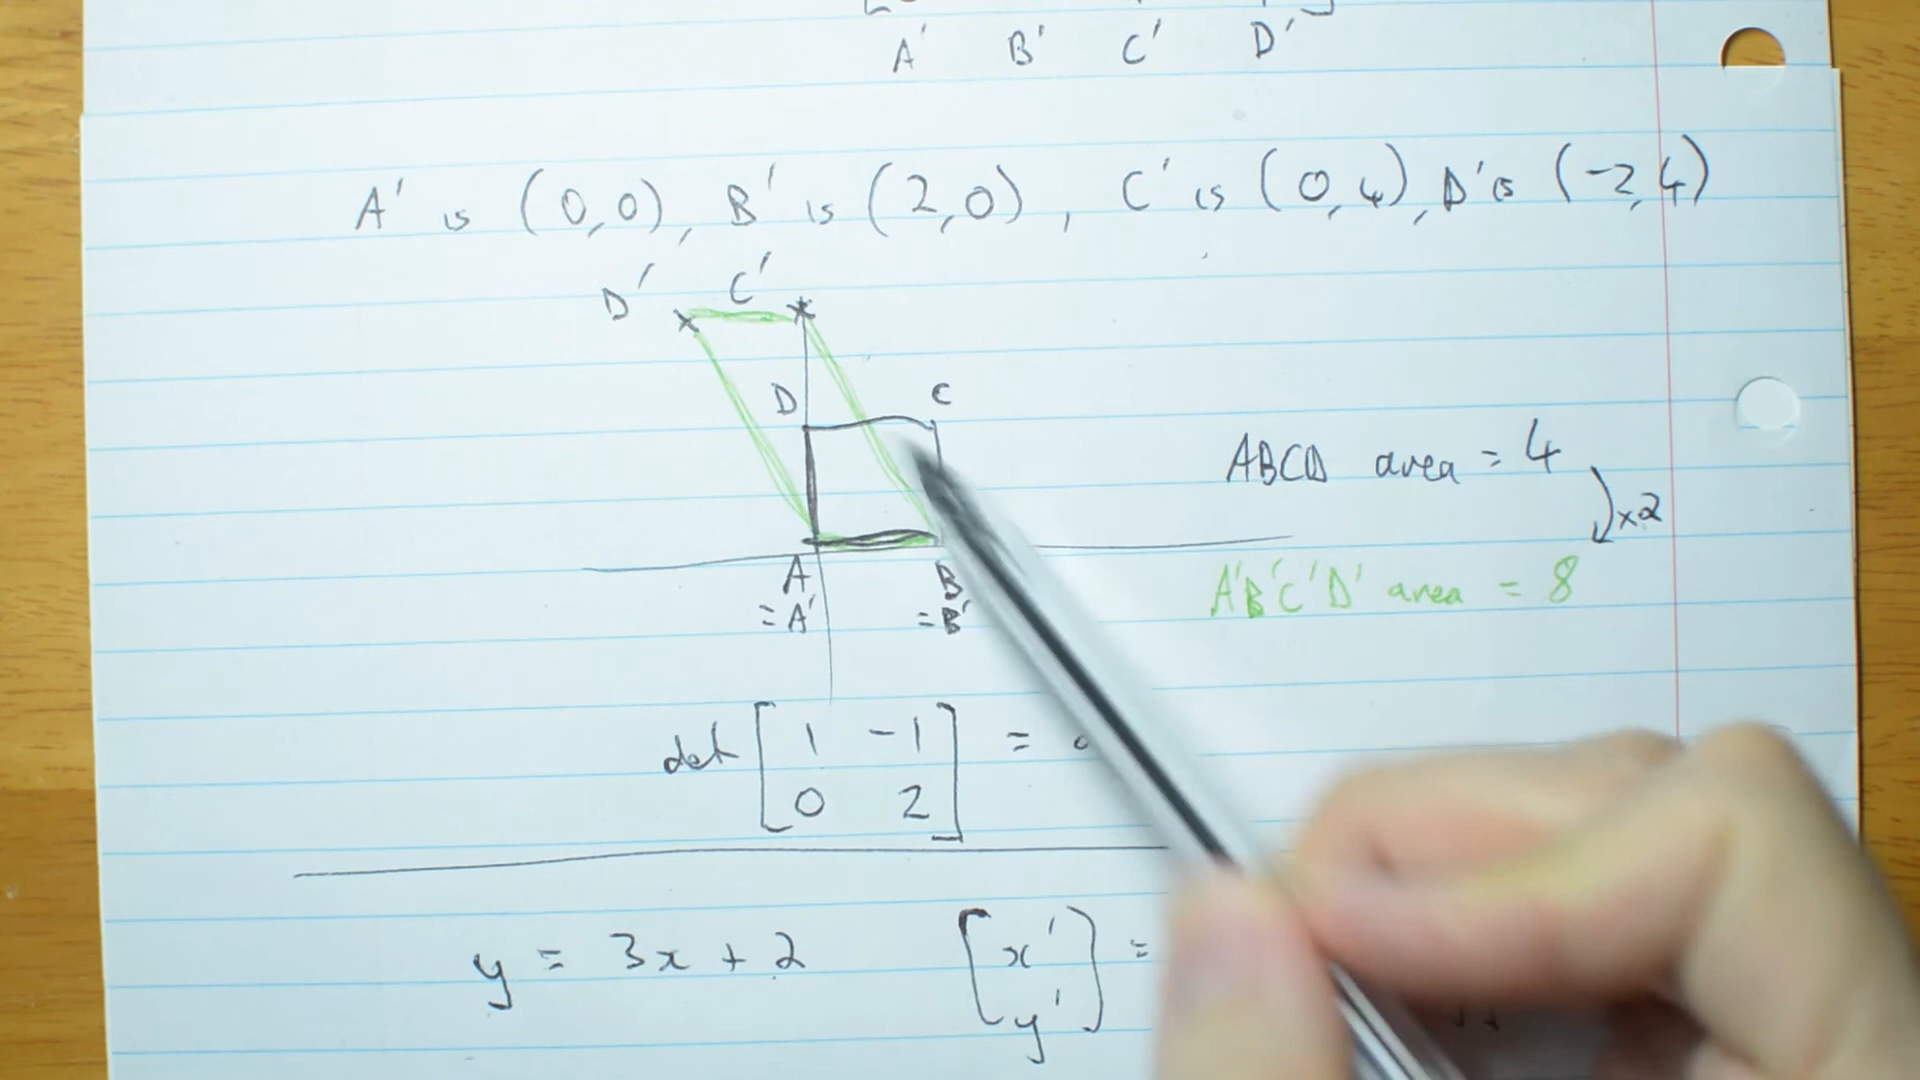 A' B' C' D'
A' is (0,0), B' is (2,0), C' is (0,4), D' is (-2,4)
D' C'
D C
ABCD area = 4
×2
A B
= A' = B'
A'B'C'D' area = 8
det [ 1 -1
0 2 ] =
y = 3x + 2 [ x'
y' ] =